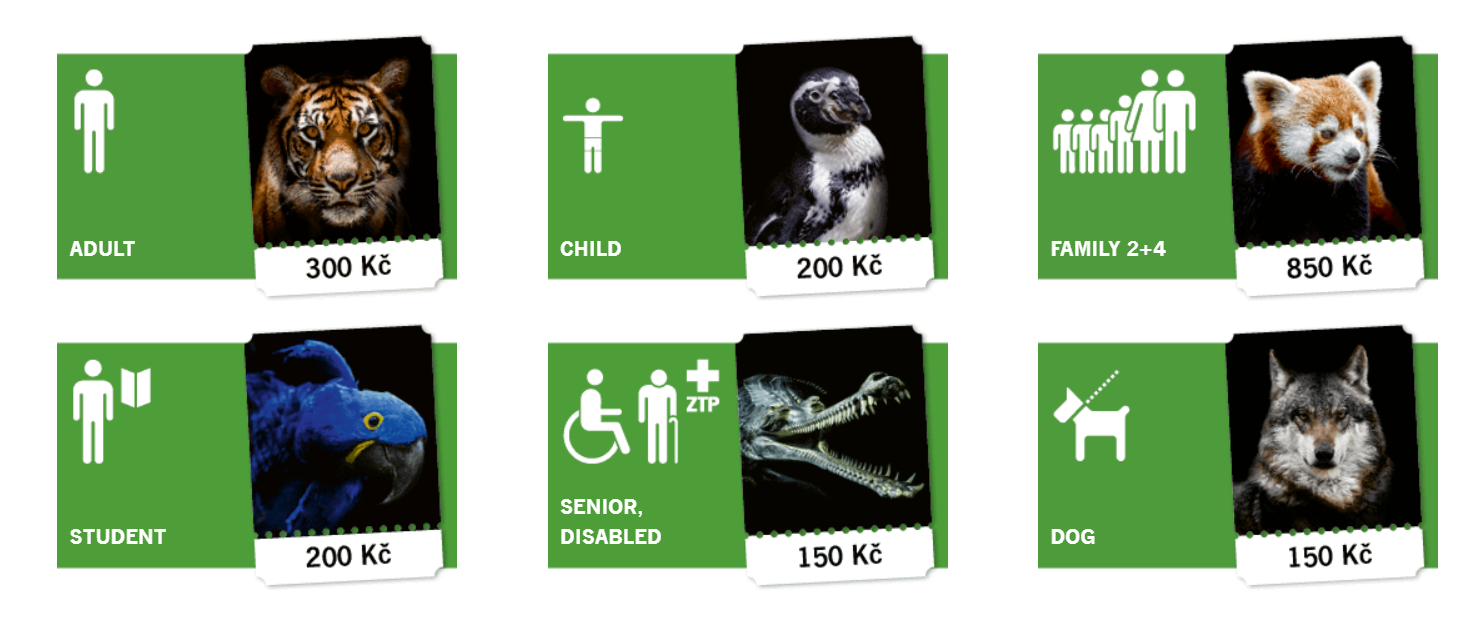 ADULT
300 Kč
CHILD
200 Kč
FAMILY 2+4
850 Kč
STUDENT
200 Kč
ZTP
SENIOR,
DISABLED
150 Kč
DOG
150 Kč